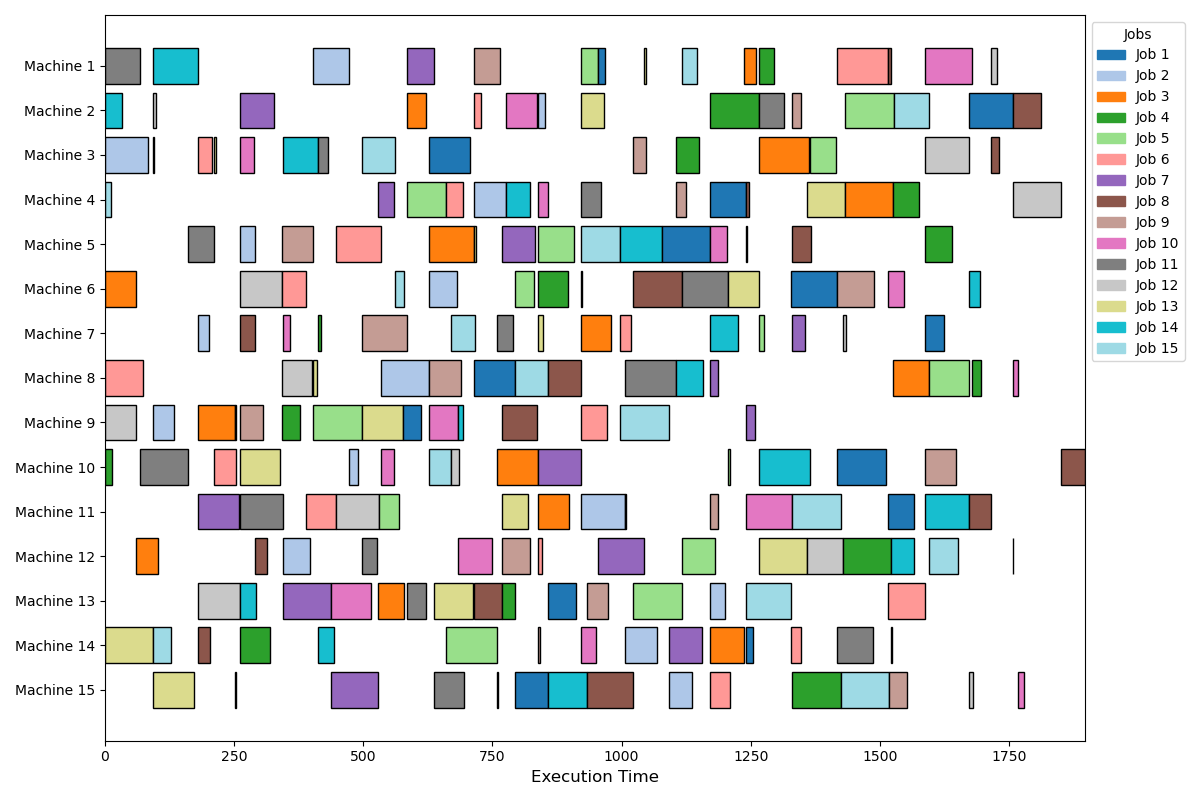 Machine 1
Machine 2
Machine 3
Machine 4
Machine 5
Machine 6
Machine 7
Machine 8
Machine 9
Machine 10
Machine 11
Machine 12
Machine 13
Machine 14
Machine 15
0 250 500 750 1000 1250 1500 1750
Execution Time
Jobs
Job 1
Job 2
Job 3
Job 4
Job 5
Job 6
Job 7
Job 8
Job 9
Job 10
Job 11
Job 12
Job 13
Job 14
Job 15